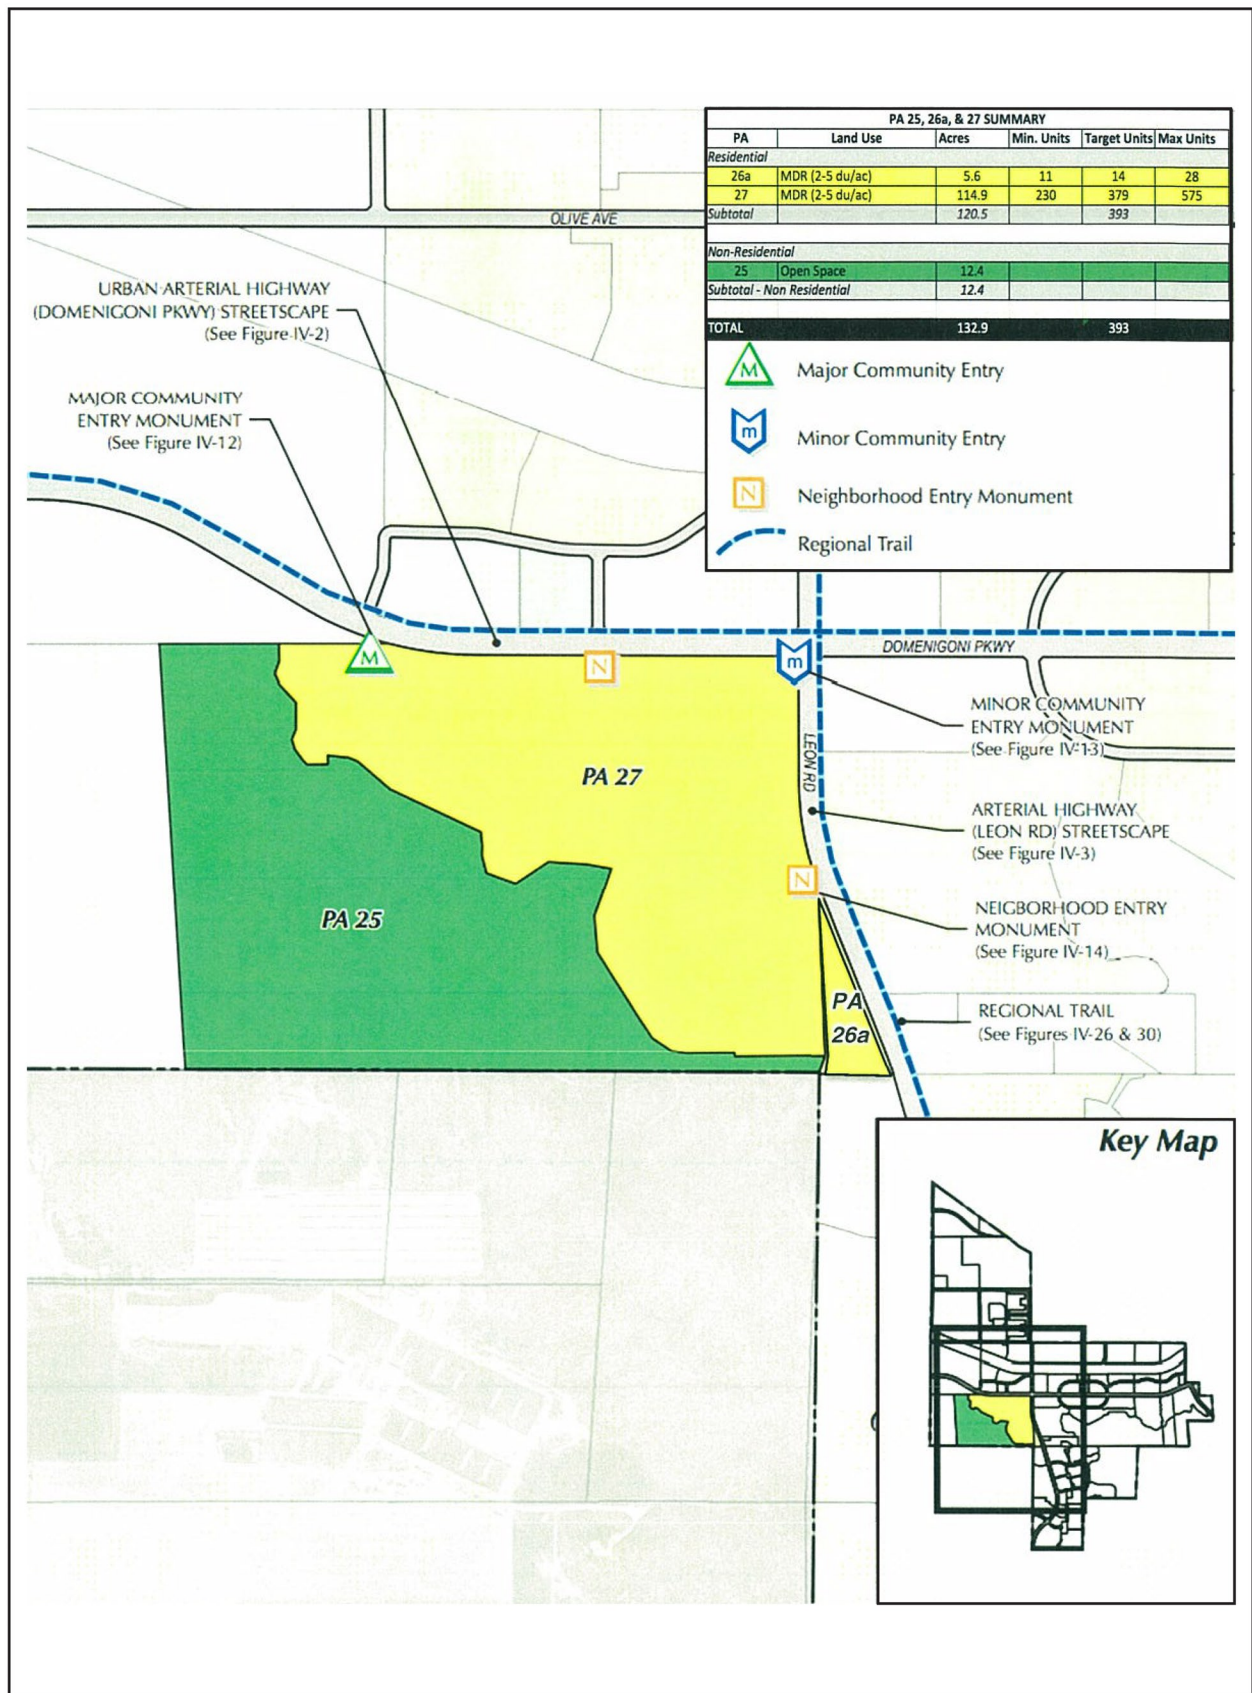 PA 25, 26a, & 27 SUMMARY
PA Land Use Acres Min. Units Target Units Max Units
Residential
26a MDR (2-5 du/ac) 5.6 11 14 28
27 MDR (2-5 du/ac) 114.9 230 379 575
Subtotal 120.5 393
Non-Residential
25 Open Space 12.4
Subtotal - Non Residential 12.4
TOTAL 132.9 393
M Major Community Entry
m Minor Community Entry
N Neighborhood Entry Monument
Regional Trail
OLIVE AVE
URBAN ARTERIAL HIGHWAY
(DOMENIGONI PKWY) STREETSCAPE
(See Figure IV-2)
MAJOR COMMUNITY
ENTRY MONUMENT
(See Figure IV-12)
DOMENIGONI PKWY
M
N
m
MINOR COMMUNITY
ENTRY MONUMENT
(See Figure IV-13)
LEON RD
PA 27
ARTERIAL HIGHWAY
(LEON RD) STREETSCAPE
(See Figure IV-3)
N
PA 25
NEIGBORHOOD ENTRY
MONUMENT
(See Figure IV-14)
PA
26a
REGIONAL TRAIL
(See Figures IV-26 & 30)
Key Map